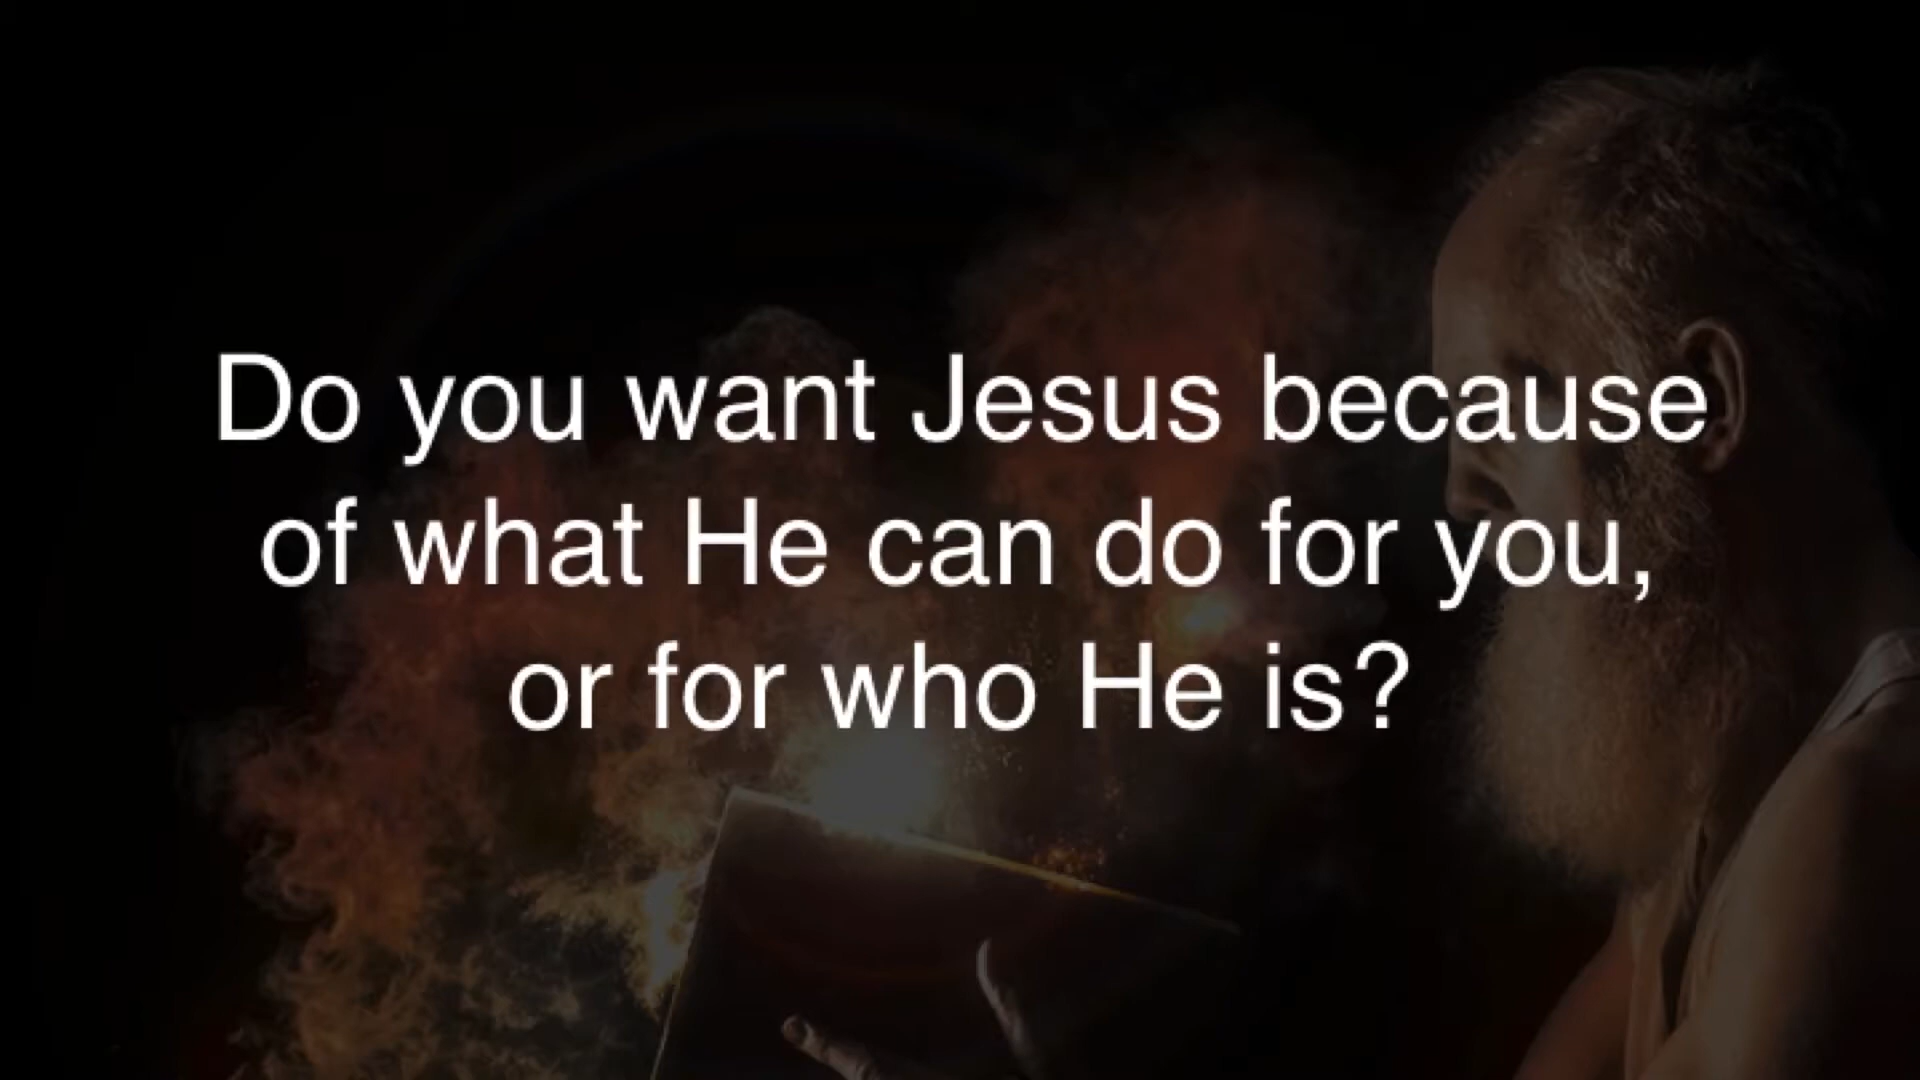 Do you want Jesus because
of what He can do for you,
or for who He is?